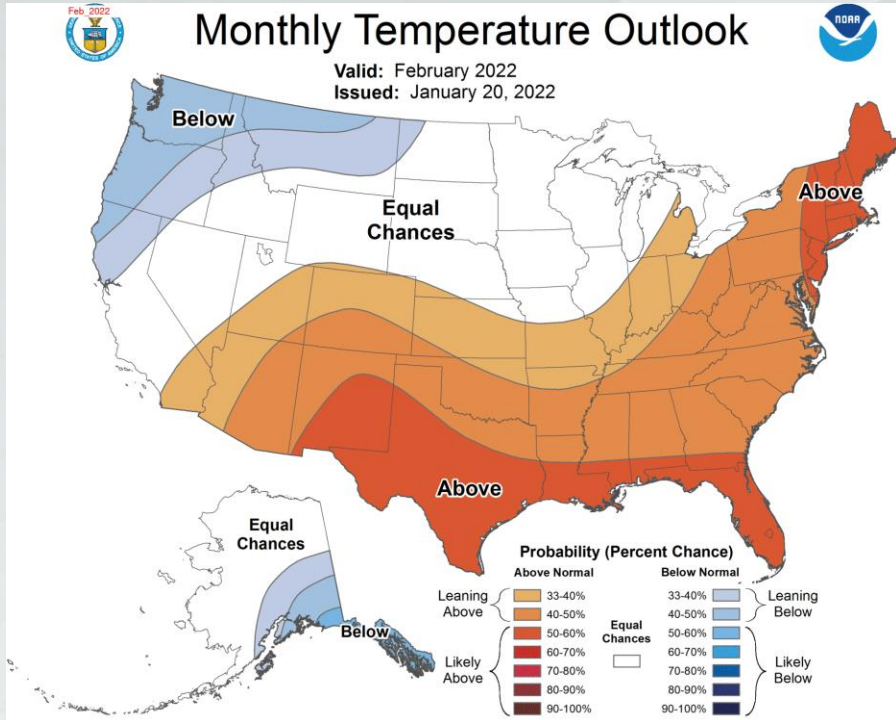 Feb_2022
Monthly Temperature Outlook
NOAA
Valid: February 2022
Issued: January 20, 2022
Below
Equal
Chances
Above
Above
Equal
Chances
Below
Probability (Percent Chance)
Above Normal
Below Normal
Leaning
Above
33-40%
40-50%
Likely
Above
50-60%
60-70%
70-80%
80-90%
90-100%
Equal
Chances
33-40%
40-50%
Leaning
Below
50-60%
60-70%
70-80%
80-90%
90-100%
Likely
Below